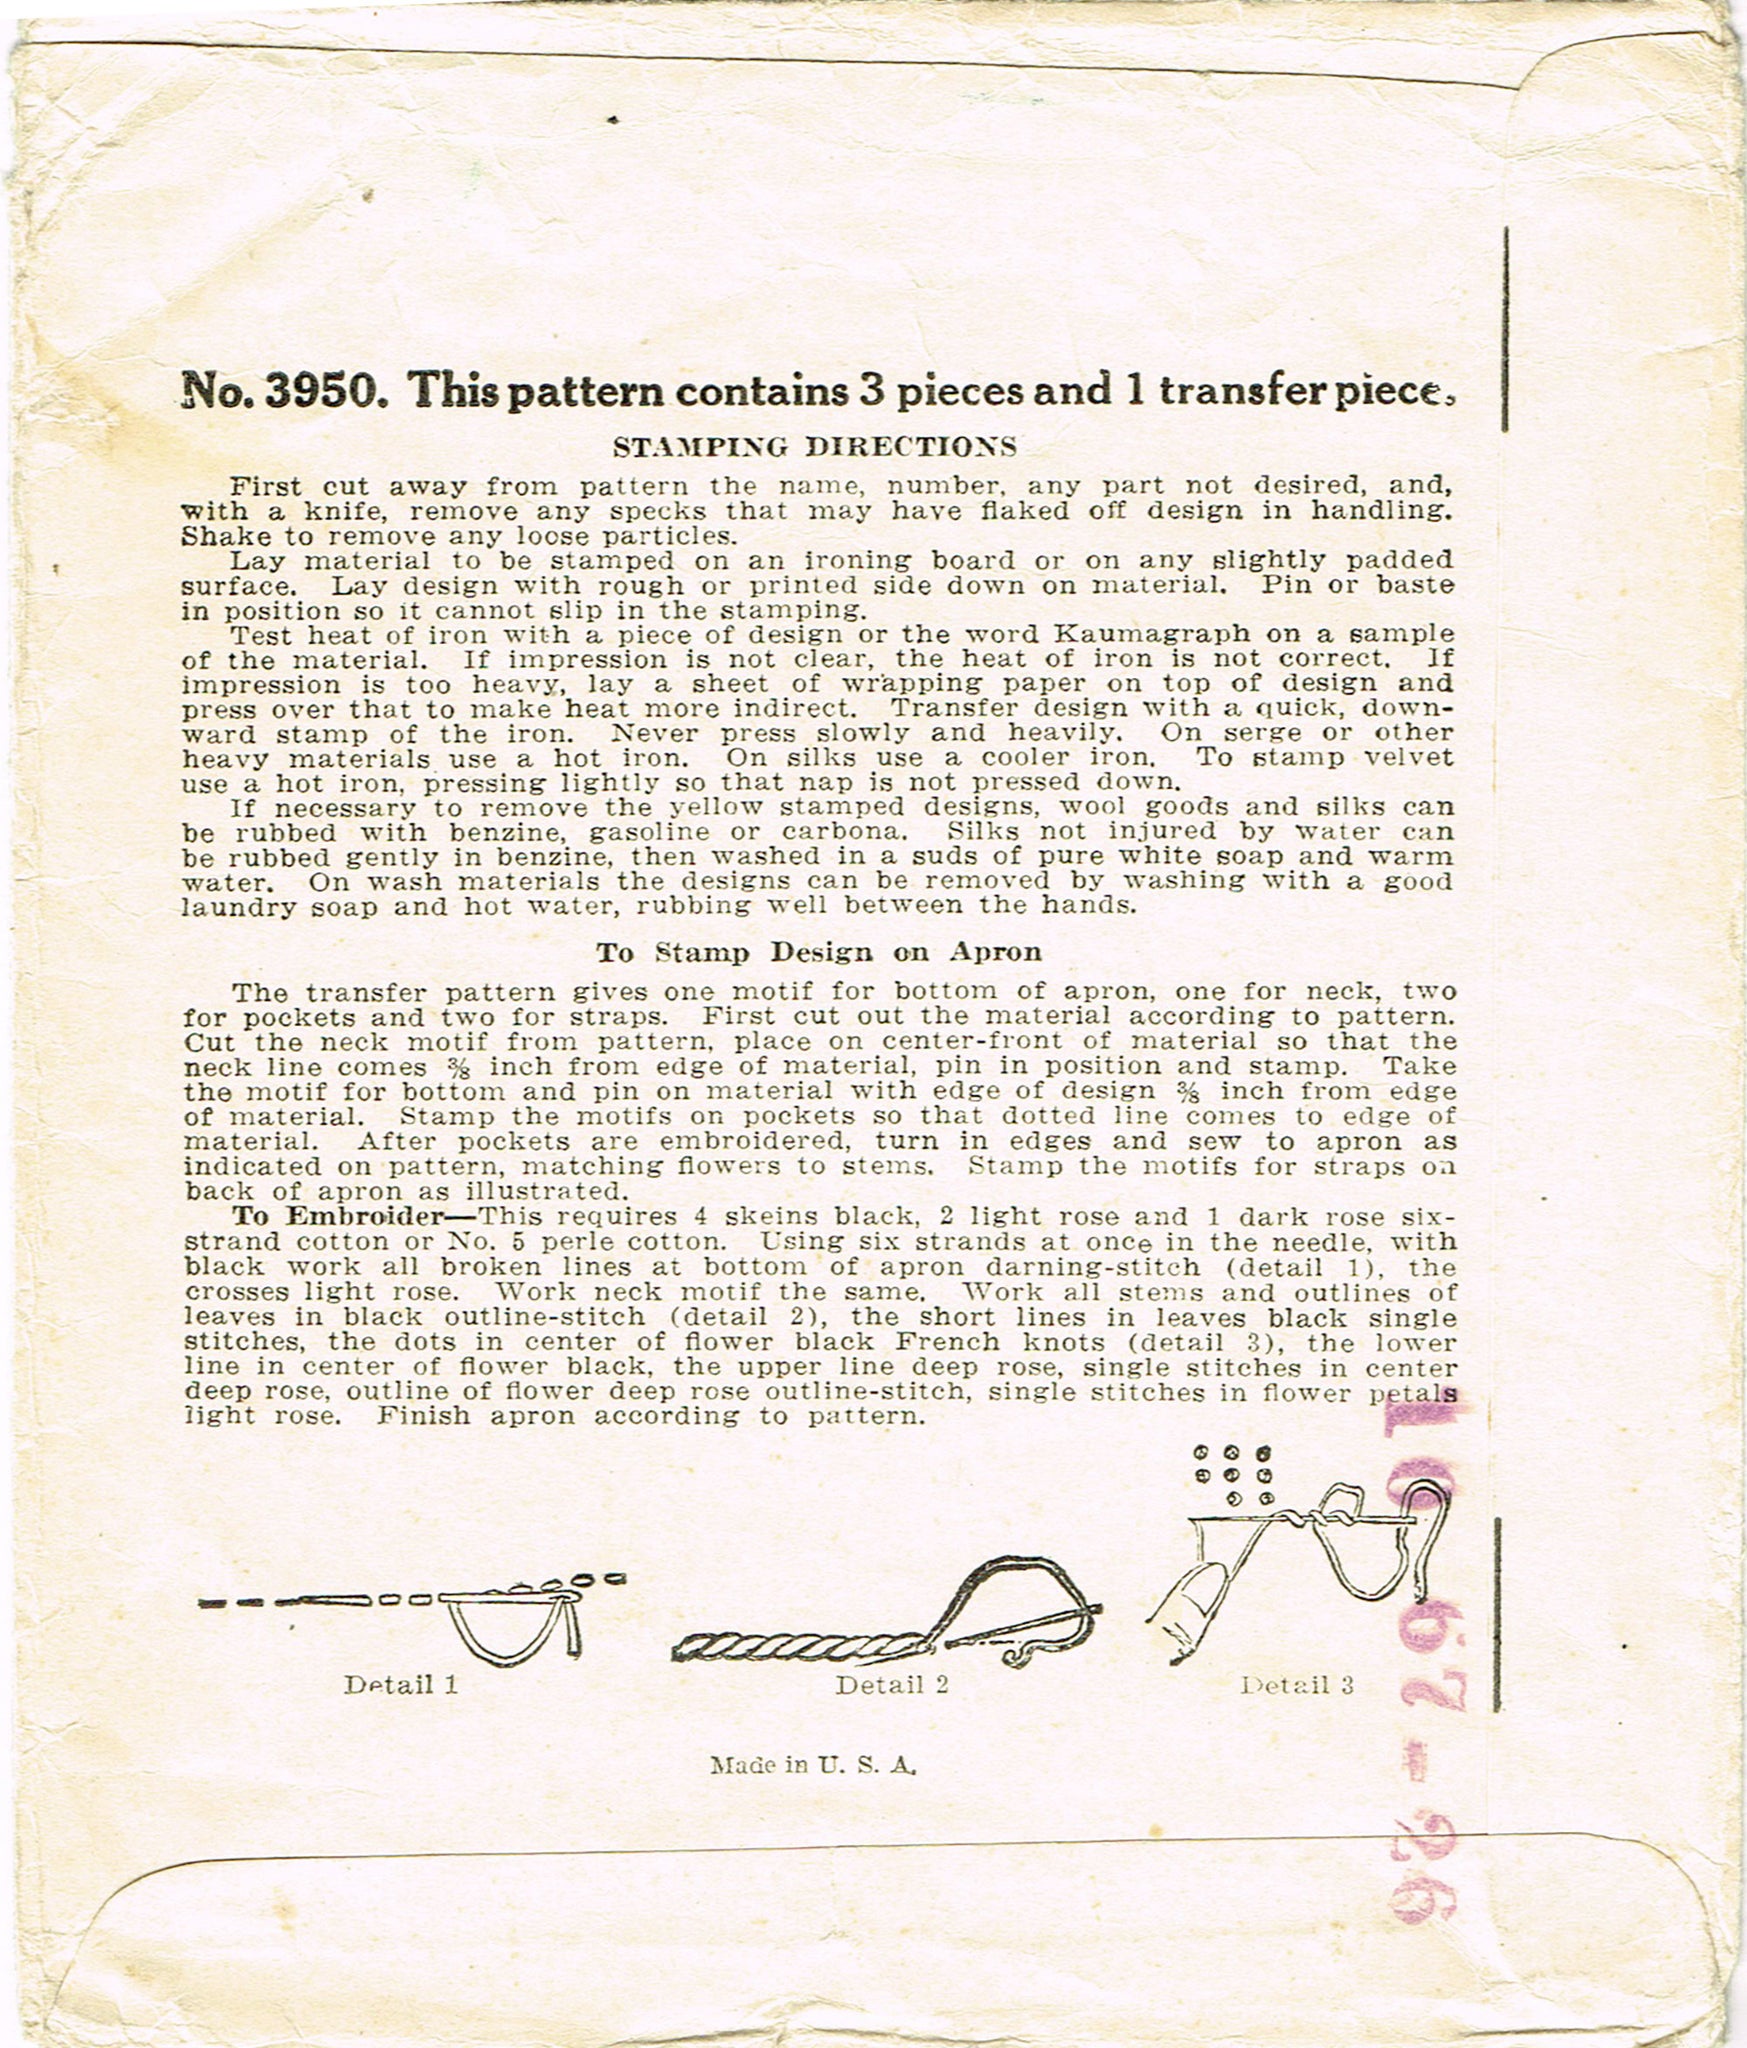 No. 3950. This pattern contains 3 pieces and 1 transfer piece.
STAMPING DIRECTIONS
First cut away from pattern the name, number, any part not desired, and,
with a knife, remove any specks that may have flaked off design in handling.
Shake to remove any loose particles.
Lay material to be stamped on an ironing board or on any slightly padded
surface. Lay design with rough or printed side down on material. Pin or baste
in position so it cannot slip in the stamping.
Test heat of iron with a piece of design or the word Kaumagraph on a sample
of the material. If impression is not clear, the heat of iron is not correct. If
impression is too heavy, lay a sheet of wrapping paper on top of design and
press over that to make heat more indirect. Transfer design with a quick, down-
ward stamp of the iron. Never press slowly and heavily. On serge or other
heavy materials use a hot iron. On silks use a cooler iron. To stamp velvet
use a hot iron, pressing lightly so that nap is not pressed down.
If necessary to remove the yellow stamped designs, wool goods and silks can
be rubbed with benzine, gasoline or carbona. Silks not injured by water can
be rubbed gently in benzine, then washed in a suds of pure white soap and warm
water. On wash materials the designs can be removed by washing with a good
laundry soap and hot water, rubbing well between the hands.
To Stamp Design on Apron
The transfer pattern gives one motif for bottom of apron, one for neck, two
for pockets and two for straps. First cut out the material according to pattern.
Cut the neck motif from pattern, place on center-front of material so that the
neck line comes ⅜ inch from edge of material, pin in position and stamp. Take
the motif for bottom and pin on material with edge of design ⅜ inch from edge
of material. Stamp the motifs on pockets so that dotted line comes to edge of
material. After pockets are embroidered, turn in edges and sew to apron as
indicated on pattern, matching flowers to stems. Stamp the motifs for straps on
back of apron as illustrated.
To Embroider—This requires 4 skeins black, 2 light rose and 1 dark rose six-
strand cotton or No. 5 perle cotton. Using six strands at once in the needle, with
black work all broken lines at bottom of apron darning-stitch (detail 1), the
crosses light rose. Work neck motif the same. Work all stems and outlines of
leaves in black outline-stitch (detail 2), the short lines in leaves black single
stitches, the dots in center of flower black French knots (detail 3), the lower
line in center of flower black, the upper line deep rose, single stitches in center
deep rose, outline of flower deep rose outline-stitch, single stitches in flower petals
light rose. Finish apron according to pattern.
Detail 1
Detail 2
Detail 3
Made in U. S. A.